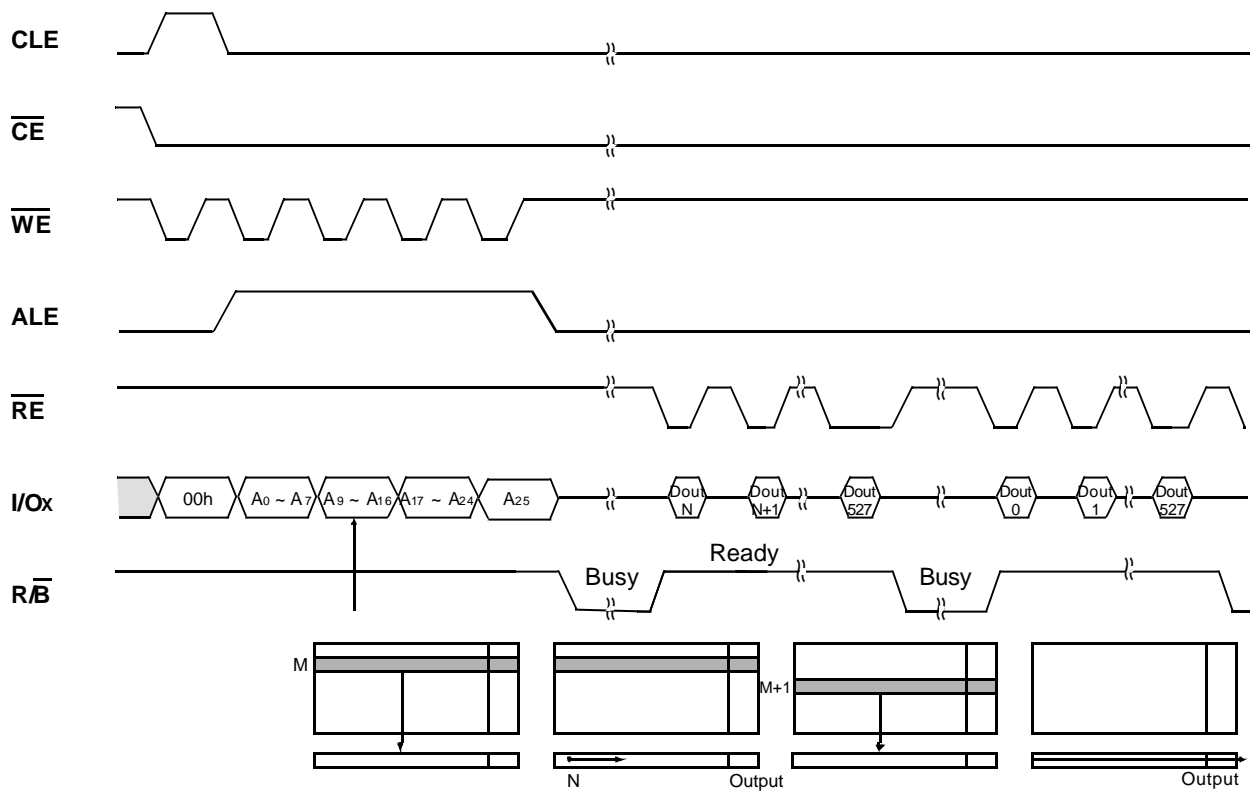 CLE
CE
WE
ALE
RE
I/Ox
00h
A0 ~ A7
A9 ~ A16
A17 ~ A24
A25
Dout
N
Dout
N+1
Dout
527
Dout
0
Dout
1
Dout
527
R/B
Busy
Ready
Busy
M
M+1
N
Output
Output